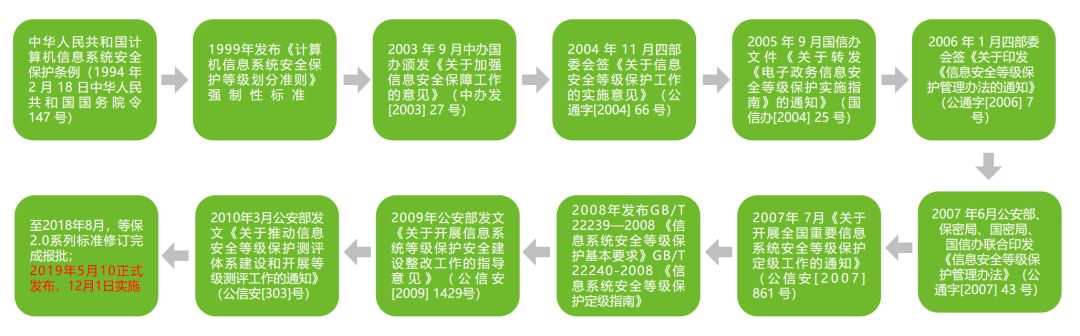 中华人民共和国计
算机信息系统安全
保护条例（1994 年
2 月 18 日中华人民
共和国国务院令
147 号）
1999年发布《计算
机信息系统安全保
护等级划分准则》
强制性标准
2003 年 9 月中办国
办颁发《关于加强
信息安全保障工作
的意见》（中办发
[2003] 27 号）
2004 年 11 月四部
委会签《关于信息
安全等级保护工作
的实施意见》（公
通字[2004] 66 号）
2005 年 9 月国信办
文件《关于转发
《电子政务信息安
全等级保护实施指
南》的通知》（国
信办[2004] 25 号）
2006 年 1 月四部委
会签《关于印发
《信息安全等级保
护管理办法的通知》
（公通字[2006] 7
号）
2007 年6月公安部、
保密局、国密局、
国信办联合印发
《信息安全等级保
护管理办法》（公
通字[2007] 43 号）
2007年 7月《关于
开展全国重要信息
系统安全等级保护
定级工作的通知》
（公信安[2007]
861 号）
2008年发布GB/T
22239—2008 《信
息系统安全等级保
护基本要求》GB/T
22240-2008 《信
息系统安全等级保
护定级指南》
2009年公安部发文
《关于开展信息系
统等级保护安全建
设整改工作的指导
意见》（公信安
[2009] 1429号）
2010年3月公安部发
文《关于推动信息
安全等级保护测评
体系建设和开展等
级测评工作的通知》
（公信安[303]号）
至2018年8月，等保
2.0系列标准修订完
成报批；
2019年5月10正式
发布，12月1日实施